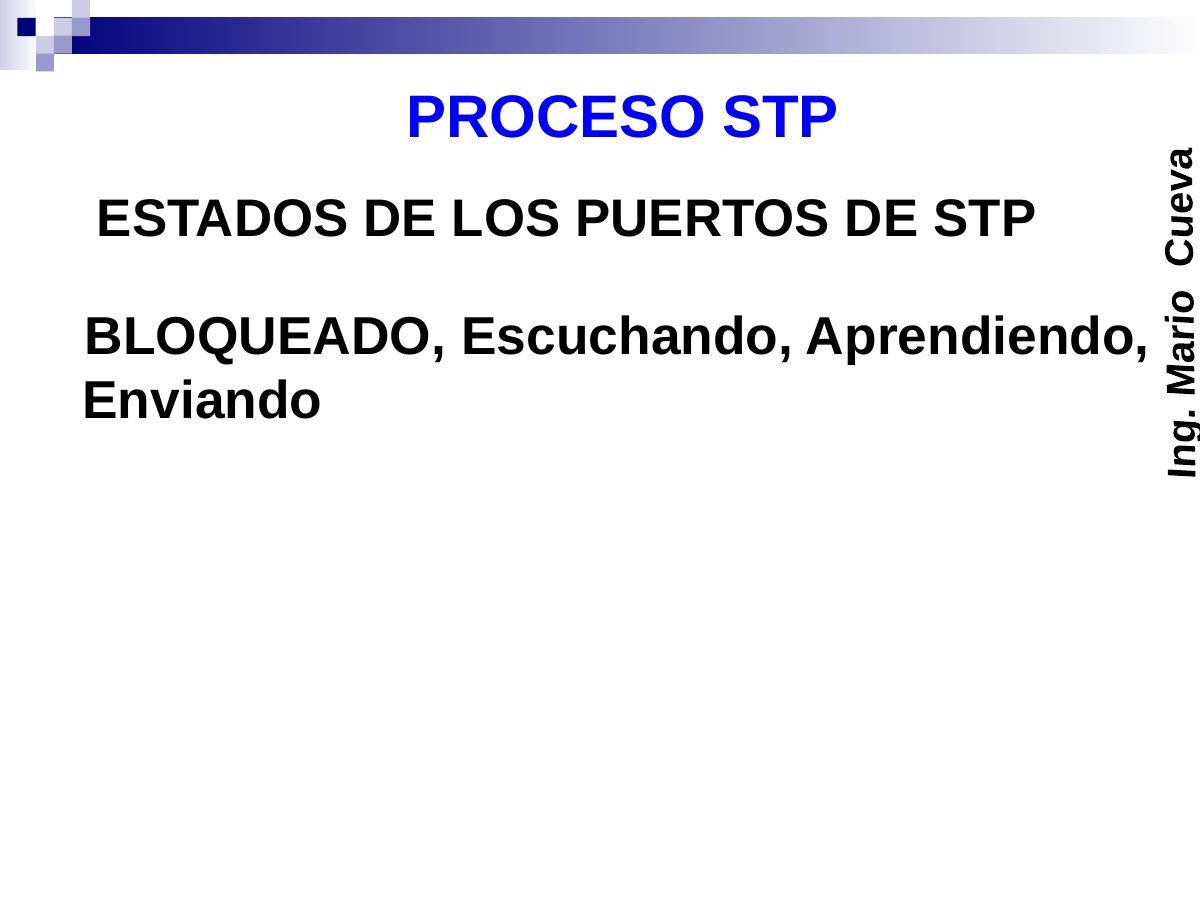 PROCESO STP
ESTADOS DE LOS PUERTOS DE STP
BLOQUEADO, Escuchando, Aprendiendo,
Enviando
Ing. Mario Cueva